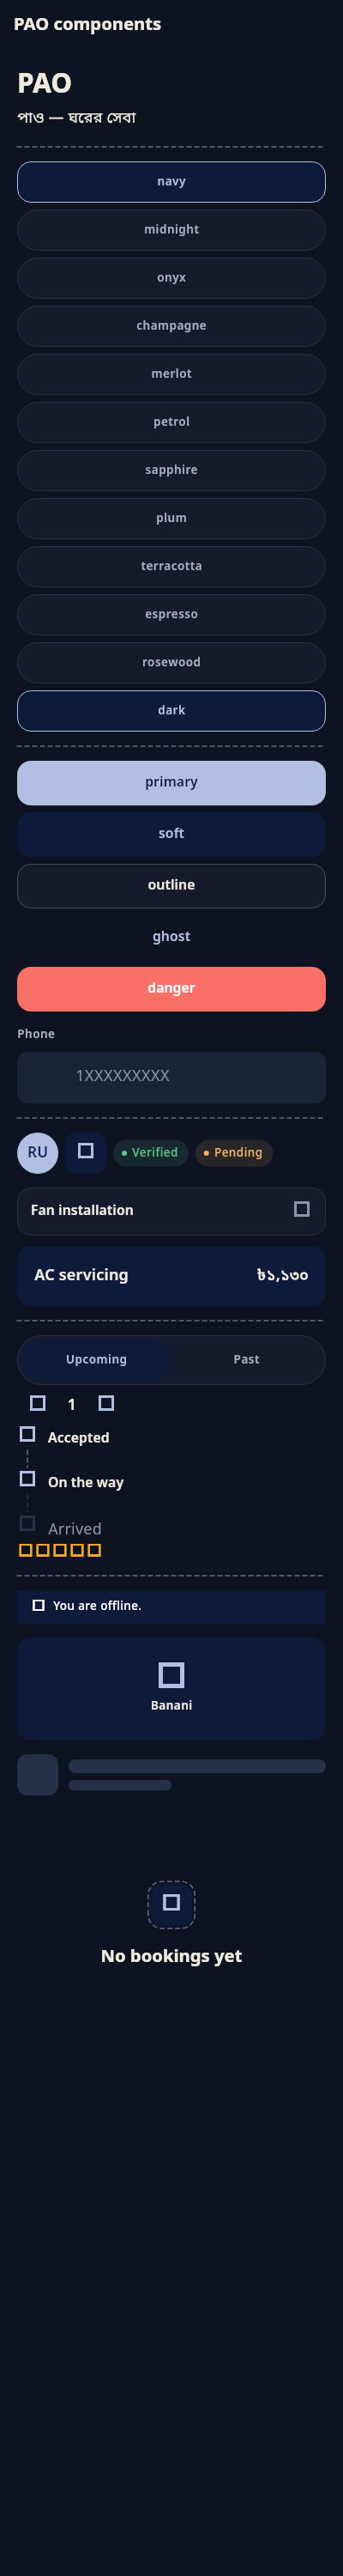 PAO components
PAO
পাও — ঘরের সেবা
navy
midnight
onyx
champagne
merlot
petrol
sapphire
plum
terracotta
espresso
rosewood
dark
primary
soft
outline
ghost
danger
Phone
1XXXXXXXXX
RU
Verified
Pending
Fan installation
AC servicing
৳১,১৩০
Upcoming
Past
1
Accepted
On the way
Arrived
You are offline.
Banani
No bookings yet